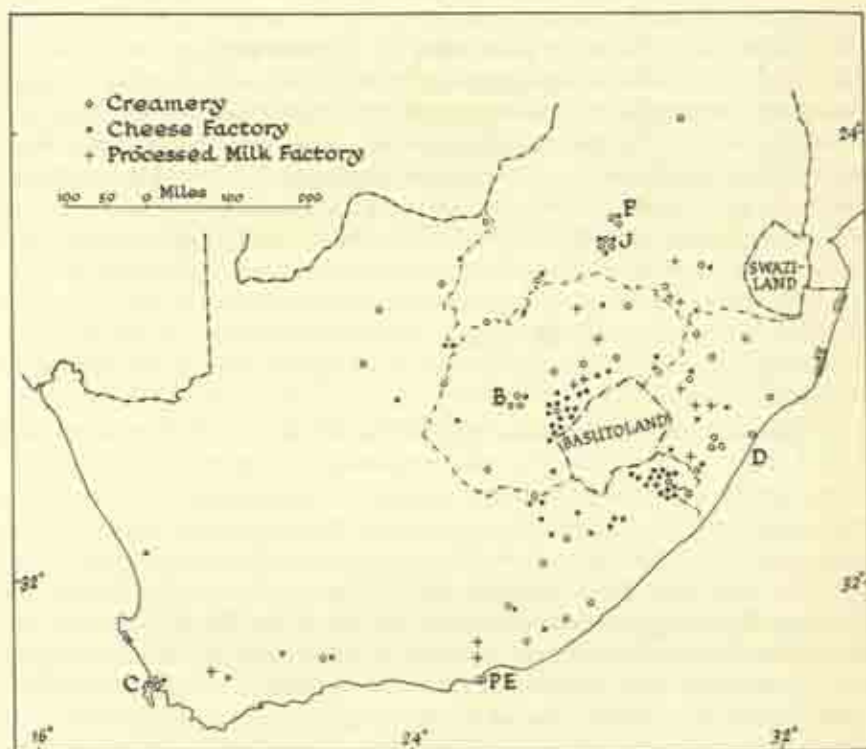 Creamery
Cheese Factory
Processed Milk Factory
Miles
100 50 0 100 200
24°
P
J
SWAZI-
LAND
B
BASUTOLAND
D
32°
32°
C
PE
16°
24°
32°